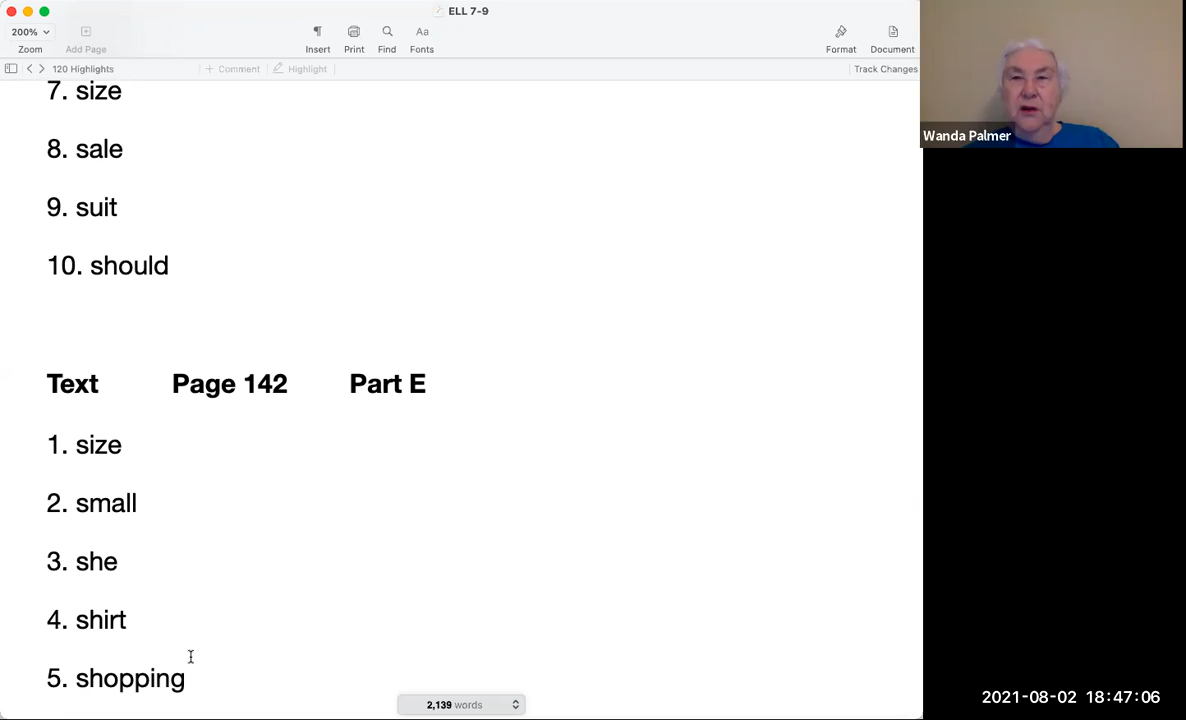 ELL 7-9
200%
Zoom
Add Page
Insert
Print
Find
Aa
Fonts
Format
Document
120 Highlights
+ Comment
Highlight
Track Changes
7. size
8. sale
9. suit
10. should
Text Page 142 Part E
1. size
2. small
3. she
4. shirt
5. shopping
2,139 words
Wanda Palmer
2021-08-02 18:47:06